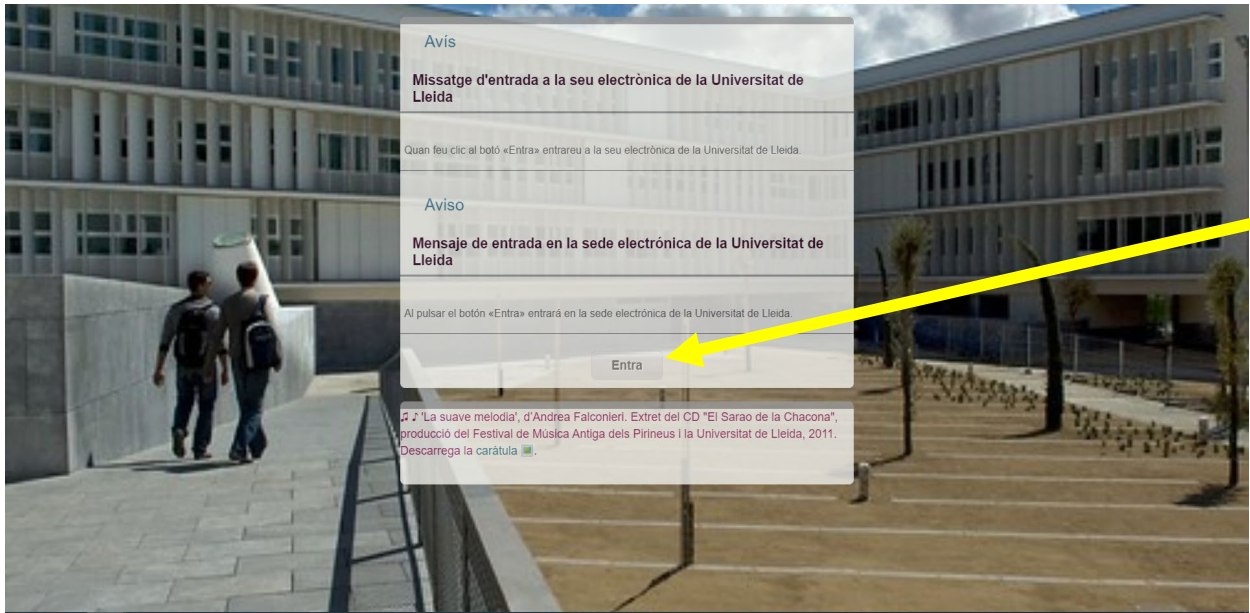 Avís
Missatge d'entrada a la seu electrònica de la Universitat de
Lleida
Quan feu clic al botó «Entra» entrareu a la seu electrònica de la Universitat de Lleida.
Aviso
Mensaje de entrada en la sede electrónica de la Universitat de
Lleida
Al pulsar el botón «Entra» entrará en la sede electrónica de la Universitat de Lleida.
Entra
♫ ♪ 'La suave melodia', d'Andrea Falconieri. Extret del CD "El Sarao de la Chacona",
producció del Festival de Música Antiga dels Pirineus i la Universitat de Lleida, 2011.
Descarrega la caràtula .